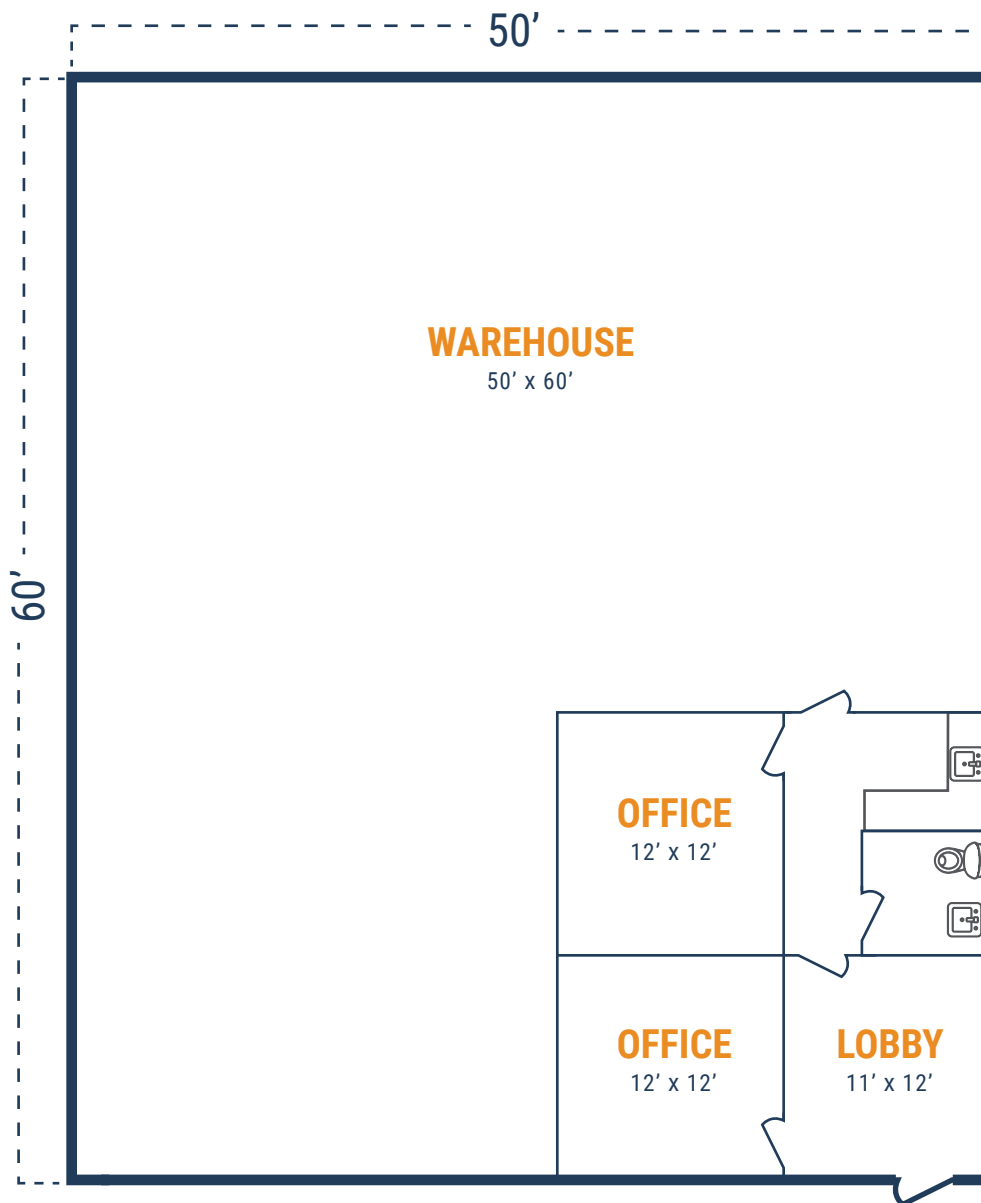 50’
WAREHOUSE
50’ x 60’
60’
OFFICE
12’ x 12’
OFFICE
12’ x 12’
LOBBY
11’ x 12’